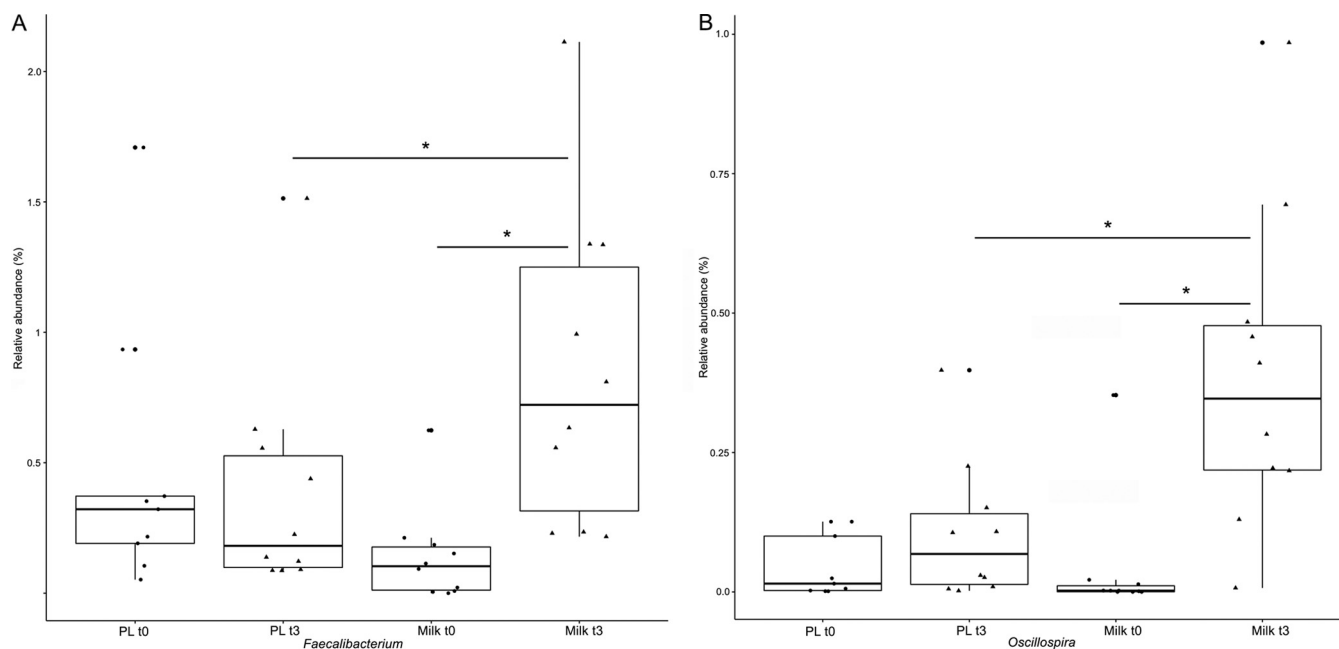 A
Relative abundance (%)
2.0
1.5
1
0.5
*
*
PL t0
PL t3
Milk t0
Milk t3
Faecalibacterium
B
Relative abundance (%)
1.0
0.75
0.50
0.25
0.0
*
*
PL t0
PL t3
Milk t0
Milk t3
Oscillospira